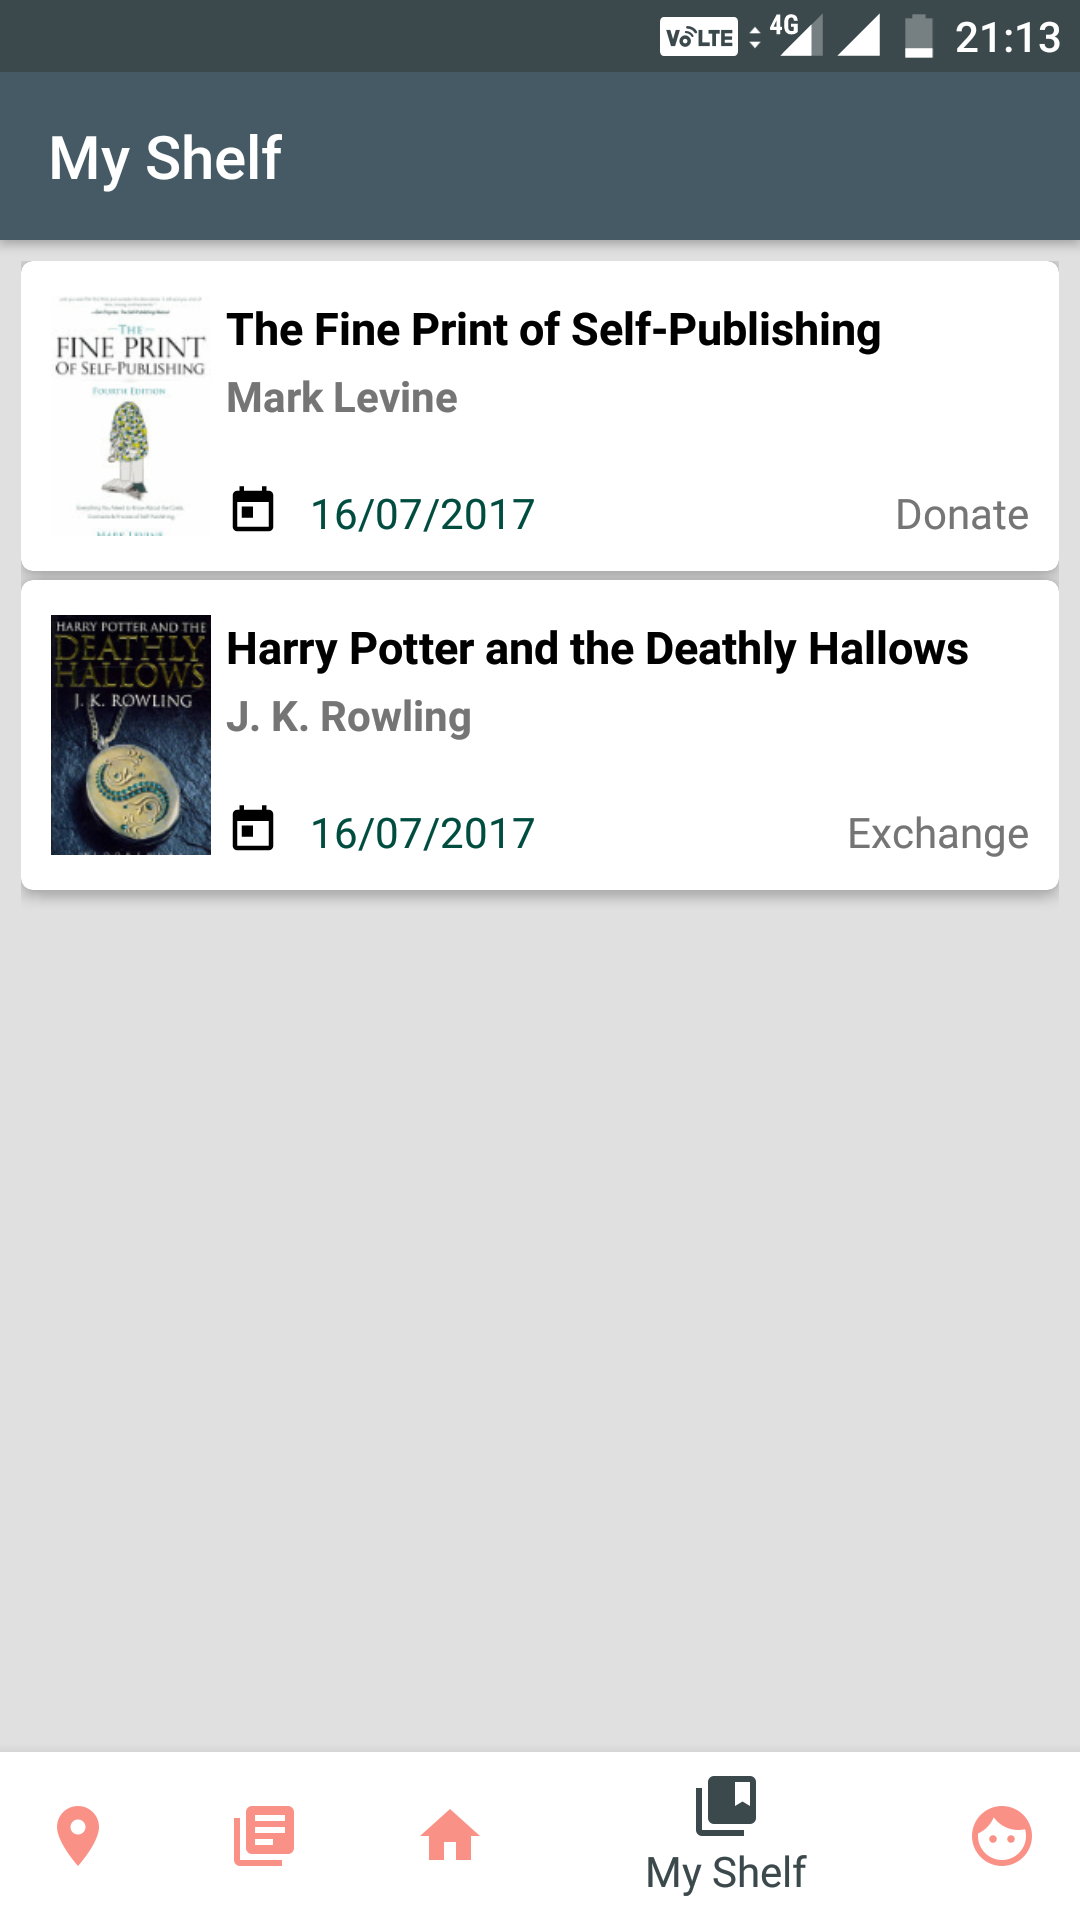 VoLTE 4G 21:13
My Shelf
THE
FINE PRINT
OF SELF-PUBLISHING
FOURTH EDITION
MARK LEVINE
The Fine Print of Self-Publishing
Mark Levine
16/07/2017 Donate
HARRY POTTER AND THE
DEATHLY
HALLOWS
J. K. ROWLING
Harry Potter and the Deathly Hallows
J. K. Rowling
16/07/2017 Exchange
My Shelf